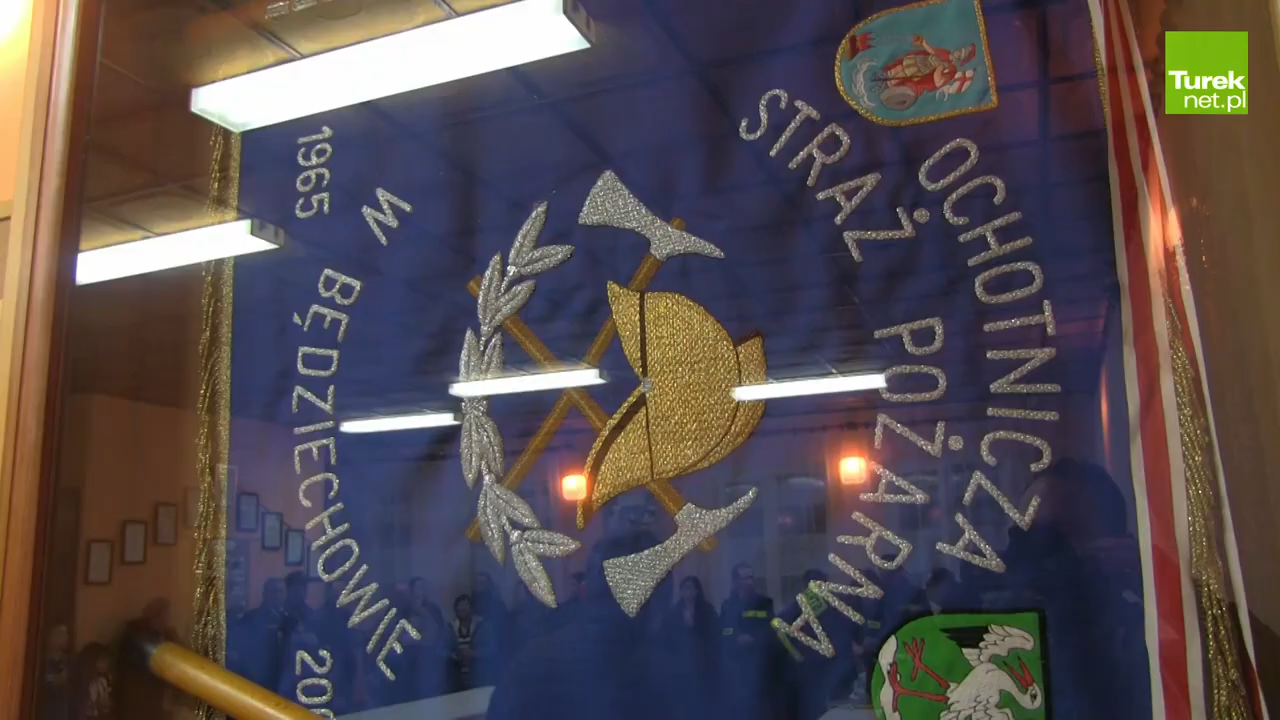 OCHOTNICZA
STRAŻ POŻARNA
W BĘDZIECHOWIE
1965
Turek
net.pl